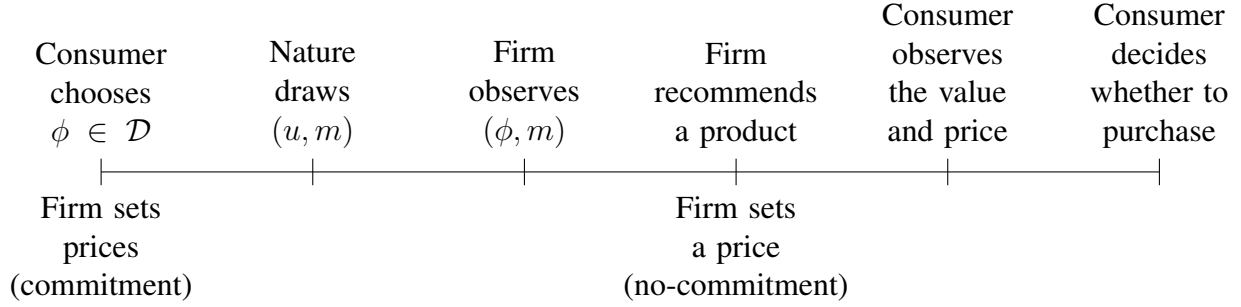 Consumer
chooses
ϕ ∈ 𝒟
Nature
draws
(u, m)
Firm
observes
(ϕ, m)
Firm
recommends
a product
Consumer
observes
the value
and price
Consumer
decides
whether to
purchase
Firm sets
prices
(commitment)
Firm sets
a price
(no-commitment)